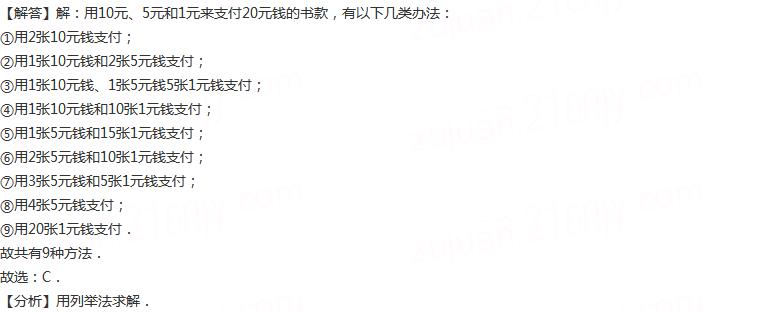 【解答】解：用10元、5元和1元来支付20元钱的书款，有以下几类办法：
①用2张10元钱支付；
②用1张10元钱和2张5元钱支付；
③用1张10元钱、1张5元钱5张1元钱支付；
④用1张10元钱和10张1元钱支付；
⑤用1张5元钱和15张1元钱支付；
⑥用2张5元钱和10张1元钱支付；
⑦用3张5元钱和5张1元钱支付；
⑧用4张5元钱支付；
⑨用20张1元钱支付．
故共有9种方法．
故选：C．
【分析】用列举法求解．